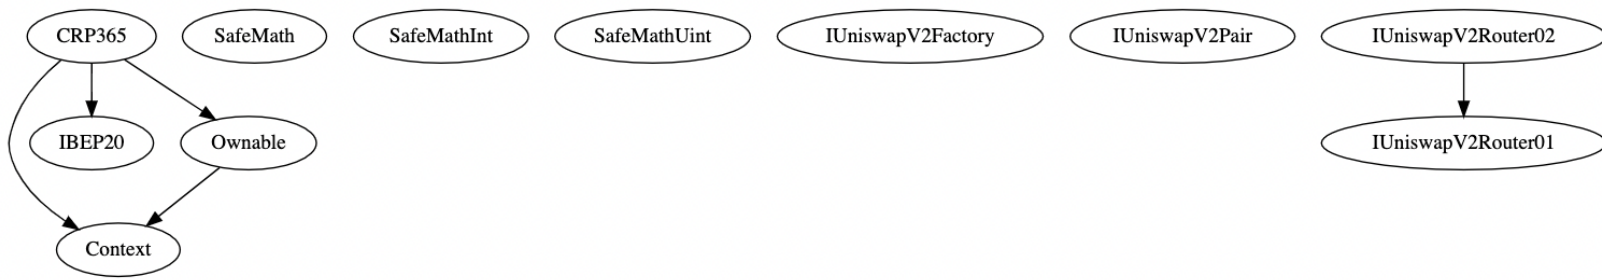 CRP365
SafeMath
SafeMathInt
SafeMathUint
IUniswapV2Factory
IUniswapV2Pair
IUniswapV2Router02
IBEP20
Ownable
IUniswapV2Router01
Context